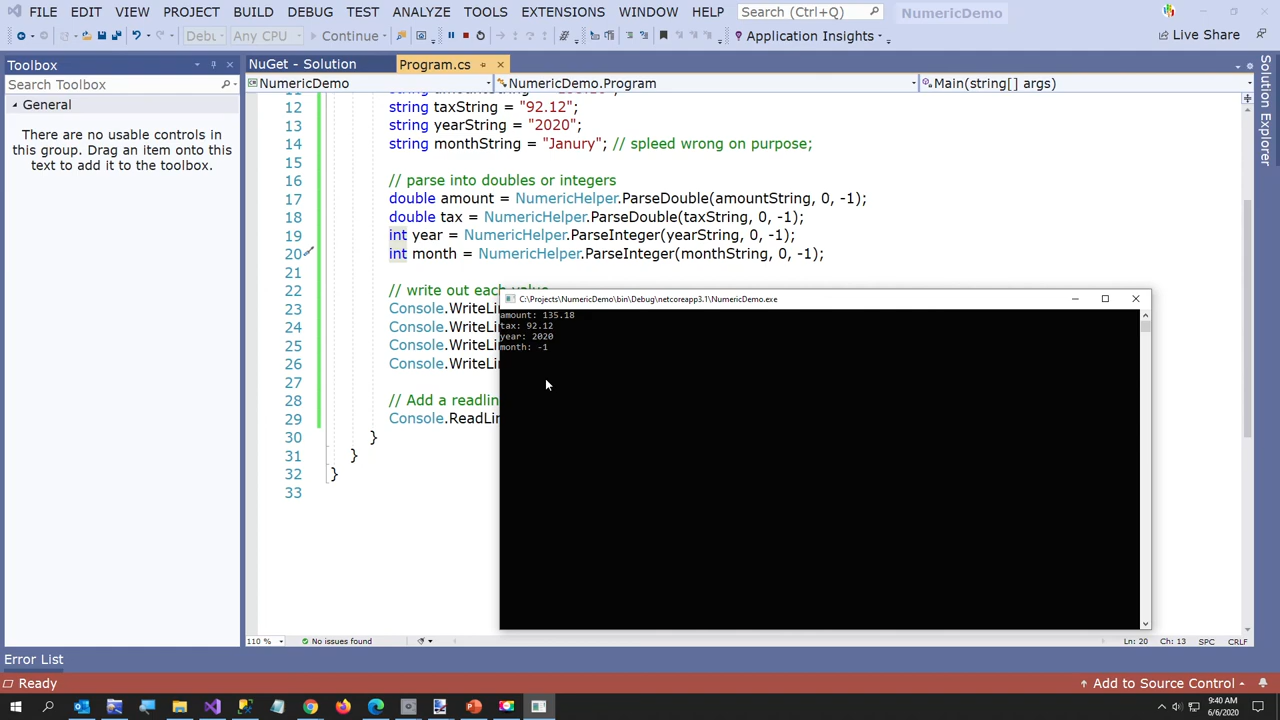 FILE EDIT VIEW PROJECT BUILD DEBUG TEST ANALYZE TOOLS EXTENSIONS WINDOW HELP Search (Ctrl+Q) NumericDemo
Debu Any CPU Continue Application Insights Live Share
Toolbox
Search Toolbox
General
There are no usable controls in
this group. Drag an item onto this
text to add it to the toolbox.
NuGet - Solution Program.cs
NumericDemo NumericDemo.Program Main(string[] args)
12 string taxString = "92.12";
13 string yearString = "2020";
14 string monthString = "Janury"; // spleed wrong on purpose;
15
16 // parse into doubles or integers
17 double amount = NumericHelper.ParseDouble(amountString, 0, -1);
18 double tax = NumericHelper.ParseDouble(taxString, 0, -1);
19 int year = NumericHelper.ParseInteger(yearString, 0, -1);
20 int month = NumericHelper.ParseInteger(monthString, 0, -1);
21
22 // write out each value
23 Console.WriteLi
24 Console.WriteLi
25 Console.WriteLi
26 Console.WriteLi
27
28 // Add a readlin
29 Console.ReadLin
30 }
31 }
32 }
33
C:\Projects\NumericDemo\bin\Debug\netcoreapp3.1\NumericDemo.exe
amount: 135.18
tax: 92.12
year: 2020
month: -1
Solution Explorer
110 % No issues found Ln: 20 Ch: 13 SPC CRLF
Error List
Ready Add to Source Control
9:40 AM
6/6/2020